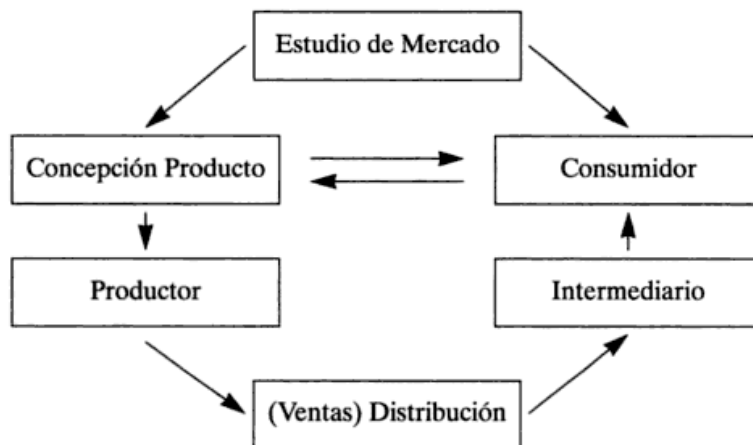 Estudio de Mercado
Concepción Producto
Consumidor
Productor
Intermediario
(Ventas) Distribución